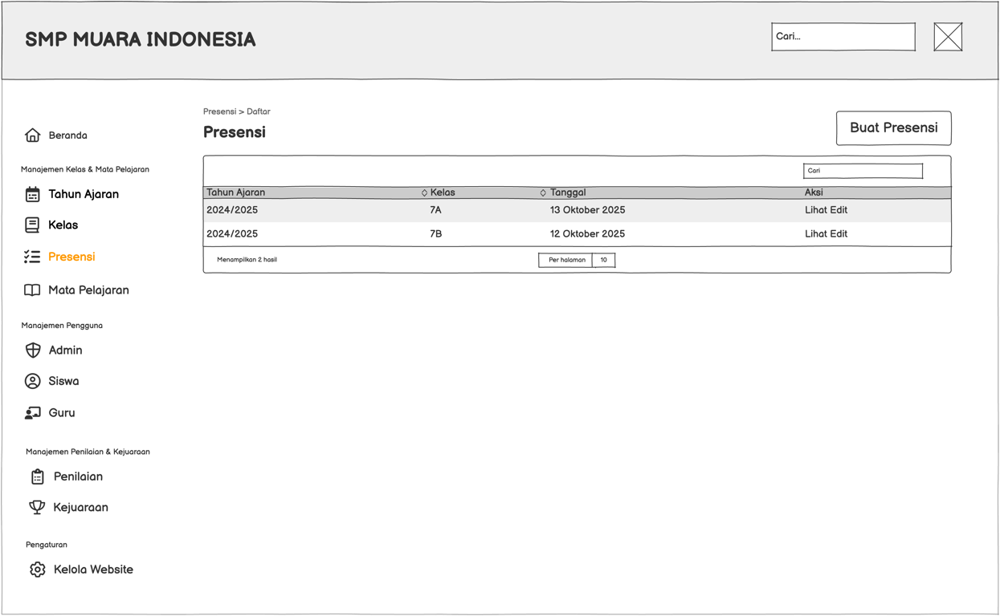 SMP MUARA INDONESIA
Cari...
Beranda
Manajemen Kelas & Mata Pelajaran
Tahun Ajaran
Kelas
Presensi
Mata Pelajaran
Manajemen Pengguna
Admin
Siswa
Guru
Manajemen Penilaian & Kejuaraan
Penilaian
Kejuaraan
Pengaturan
Kelola Website
Presensi > Daftar
Presensi
Buat Presensi
Cari
Tahun Ajaran Kelas Tanggal Aksi
2024/2025 7A 13 Oktober 2025 Lihat Edit
2024/2025 7B 12 Oktober 2025 Lihat Edit
Menampilkan 2 hasil Per halaman 10